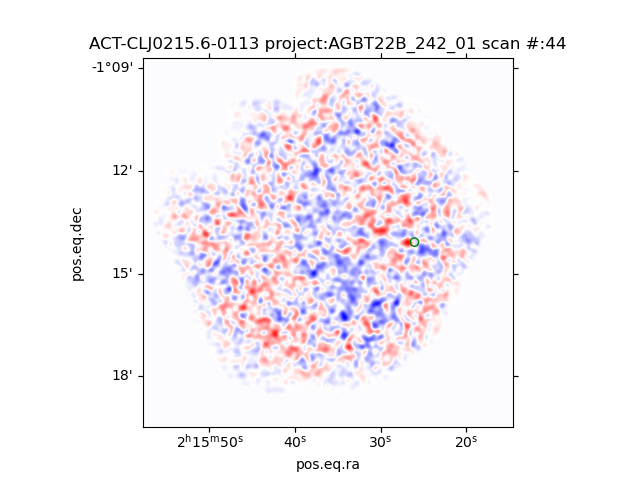 ACT-CLJ0215.6-0113 project:AGBT22B_242_01 scan #:44
-1°09'
12'
15'
18'
pos.eq.dec
2ʰ15ᵐ50ˢ 40ˢ 30ˢ 20ˢ
pos.eq.ra